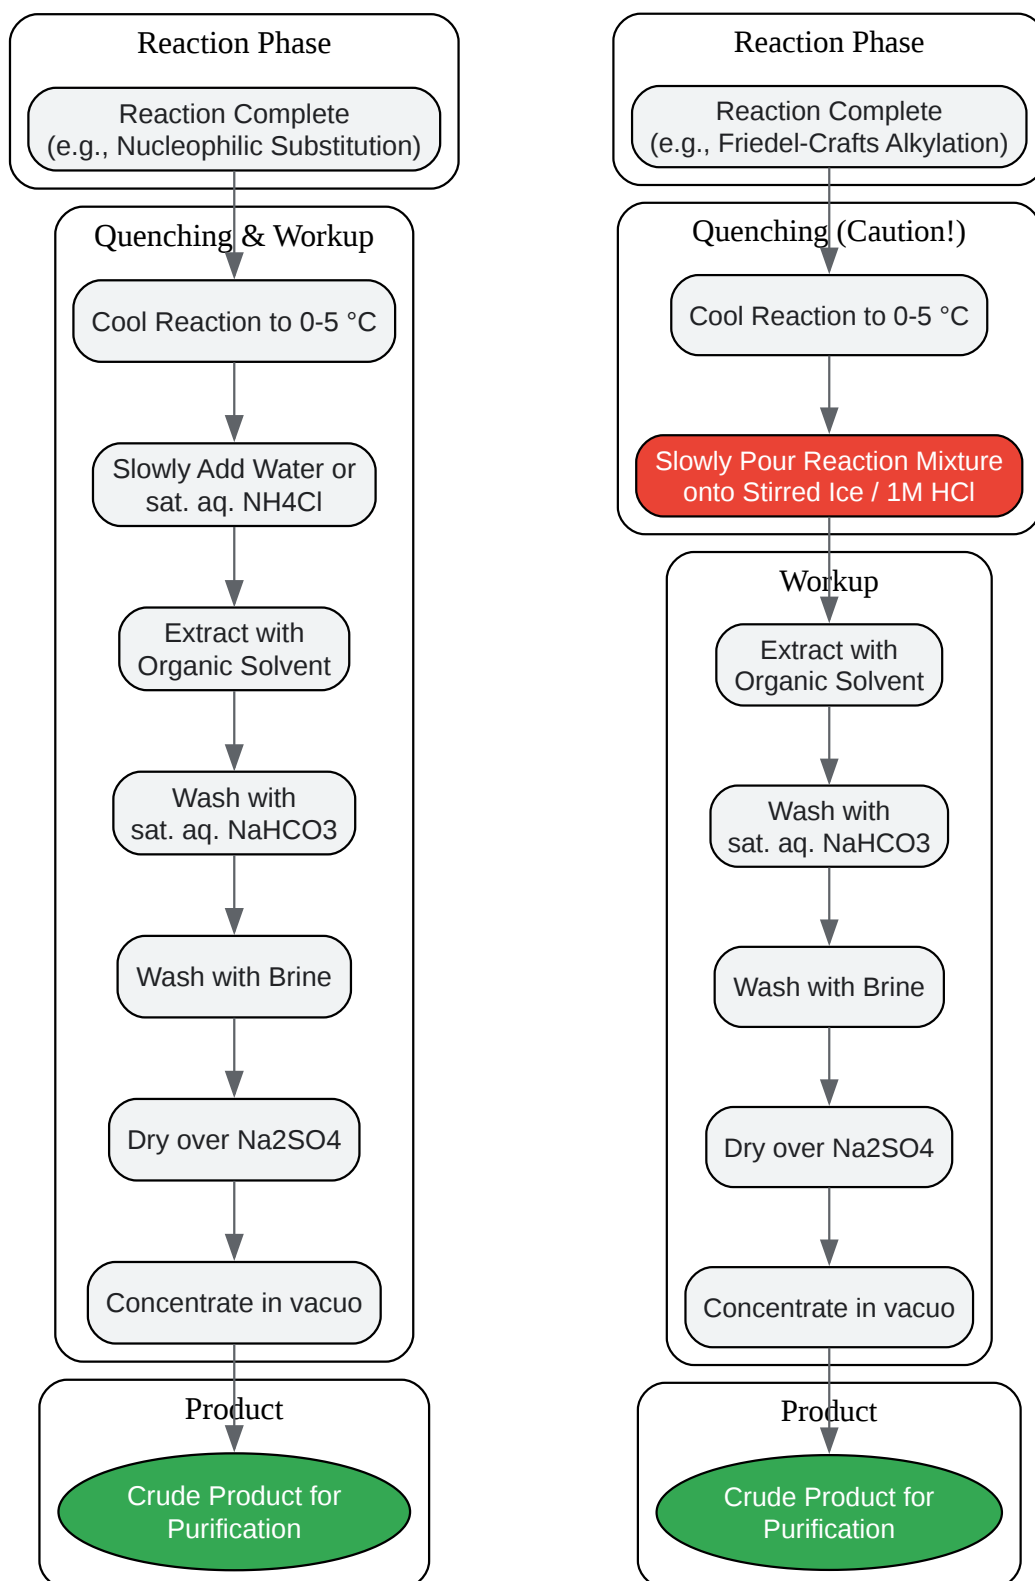 Reaction Phase
Reaction Complete
(e.g., Nucleophilic Substitution)
Quenching & Workup
Cool Reaction to 0-5 °C
Slowly Add Water or
sat. aq. NH4Cl
Extract with
Organic Solvent
Wash with
sat. aq. NaHCO3
Wash with Brine
Dry over Na2SO4
Concentrate in vacuo
Product
Crude Product for
Purification
Reaction Phase
Reaction Complete
(e.g., Friedel-Crafts Alkylation)
Quenching (Caution!)
Cool Reaction to 0-5 °C
Slowly Pour Reaction Mixture
onto Stirred Ice / 1M HCl
Workup
Extract with
Organic Solvent
Wash with
sat. aq. NaHCO3
Wash with Brine
Dry over Na2SO4
Concentrate in vacuo
Product
Crude Product for
Purification